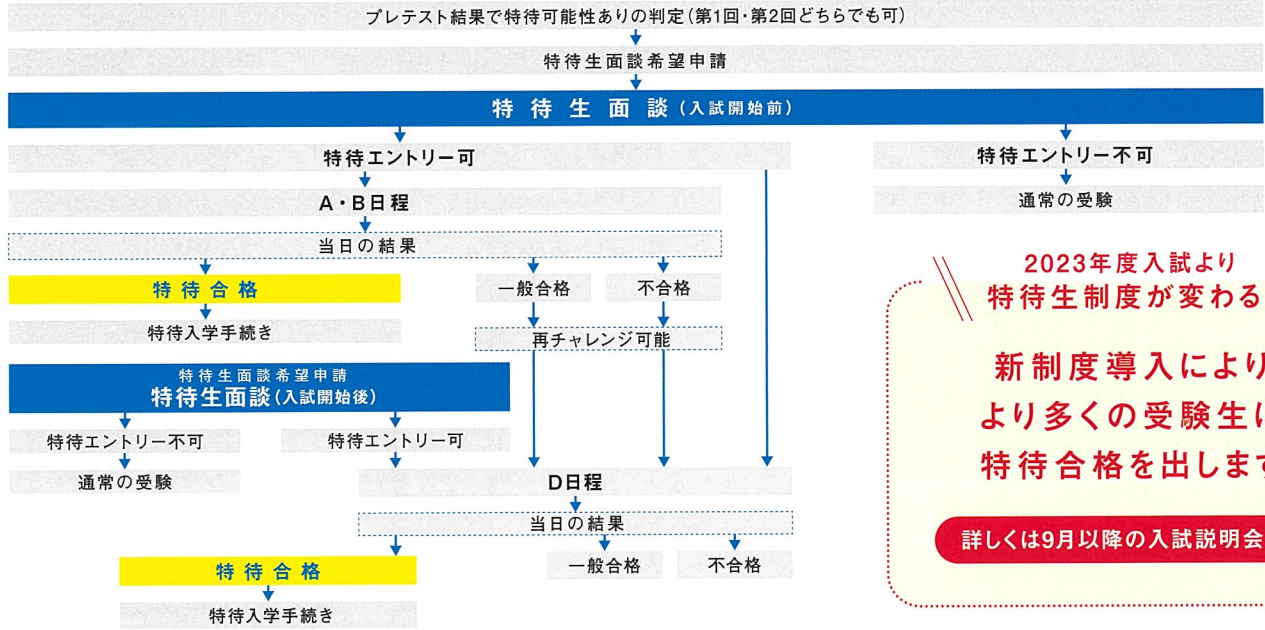 プレテスト結果で特待可能性ありの判定(第1回・第2回どちらでも可)
特待生面談希望申請
特待生面談(入試開始前)
特待エントリー可
特待エントリー不可
A・B日程
通常の受験
当日の結果
特待合格
一般合格
不合格
特待入学手続き
再チャレンジ可能
特待生面談希望申請
特待生面談(入試開始後)
特待エントリー不可
特待エントリー可
通常の受験
D日程
当日の結果
特待合格
一般合格
不合格
特待入学手続き
2023年度入試より
特待生制度が変わる
新制度導入により
より多くの受験生に
特待合格を出します
詳しくは9月以降の入試説明会